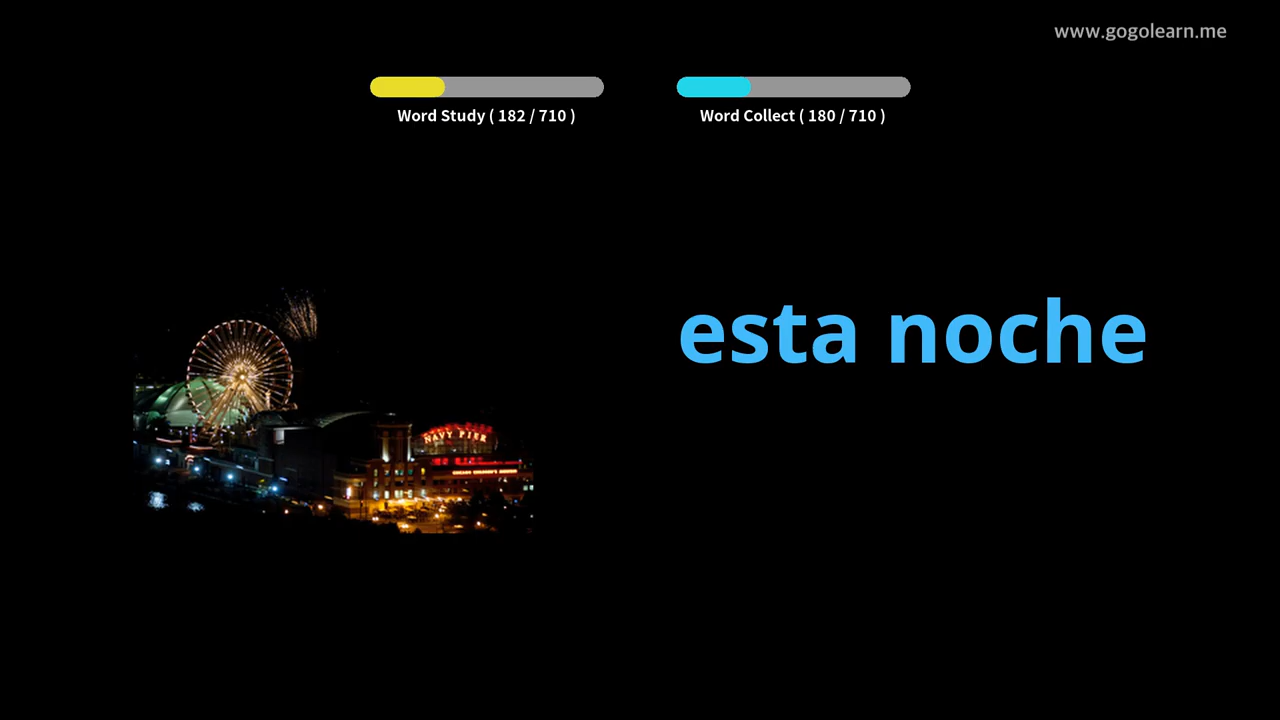 www.gogolearn.me
Word Study ( 182 / 710 )
Word Collect ( 180 / 710 )
esta noche
NAVY PIER